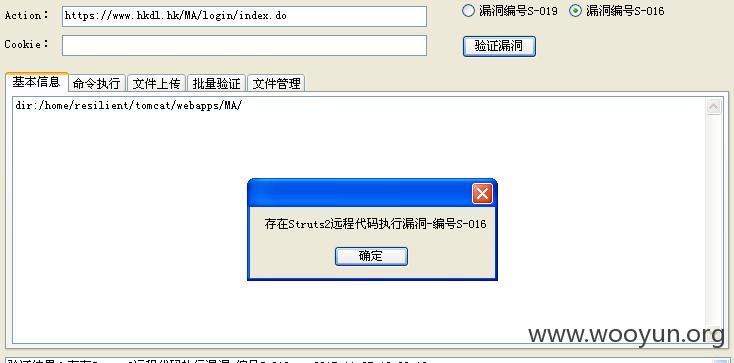 Action： https://www.hkdl.hk/MA/login/index.do 漏洞编号S-019 漏洞编号S-016
Cookie： 验证漏洞
基本信息 命令执行 文件上传 批量验证 文件管理
dir:/home/resilient/tomcat/webapps/MA/
存在Struts2远程代码执行漏洞-编号S-016
确定
www.wooyun.org